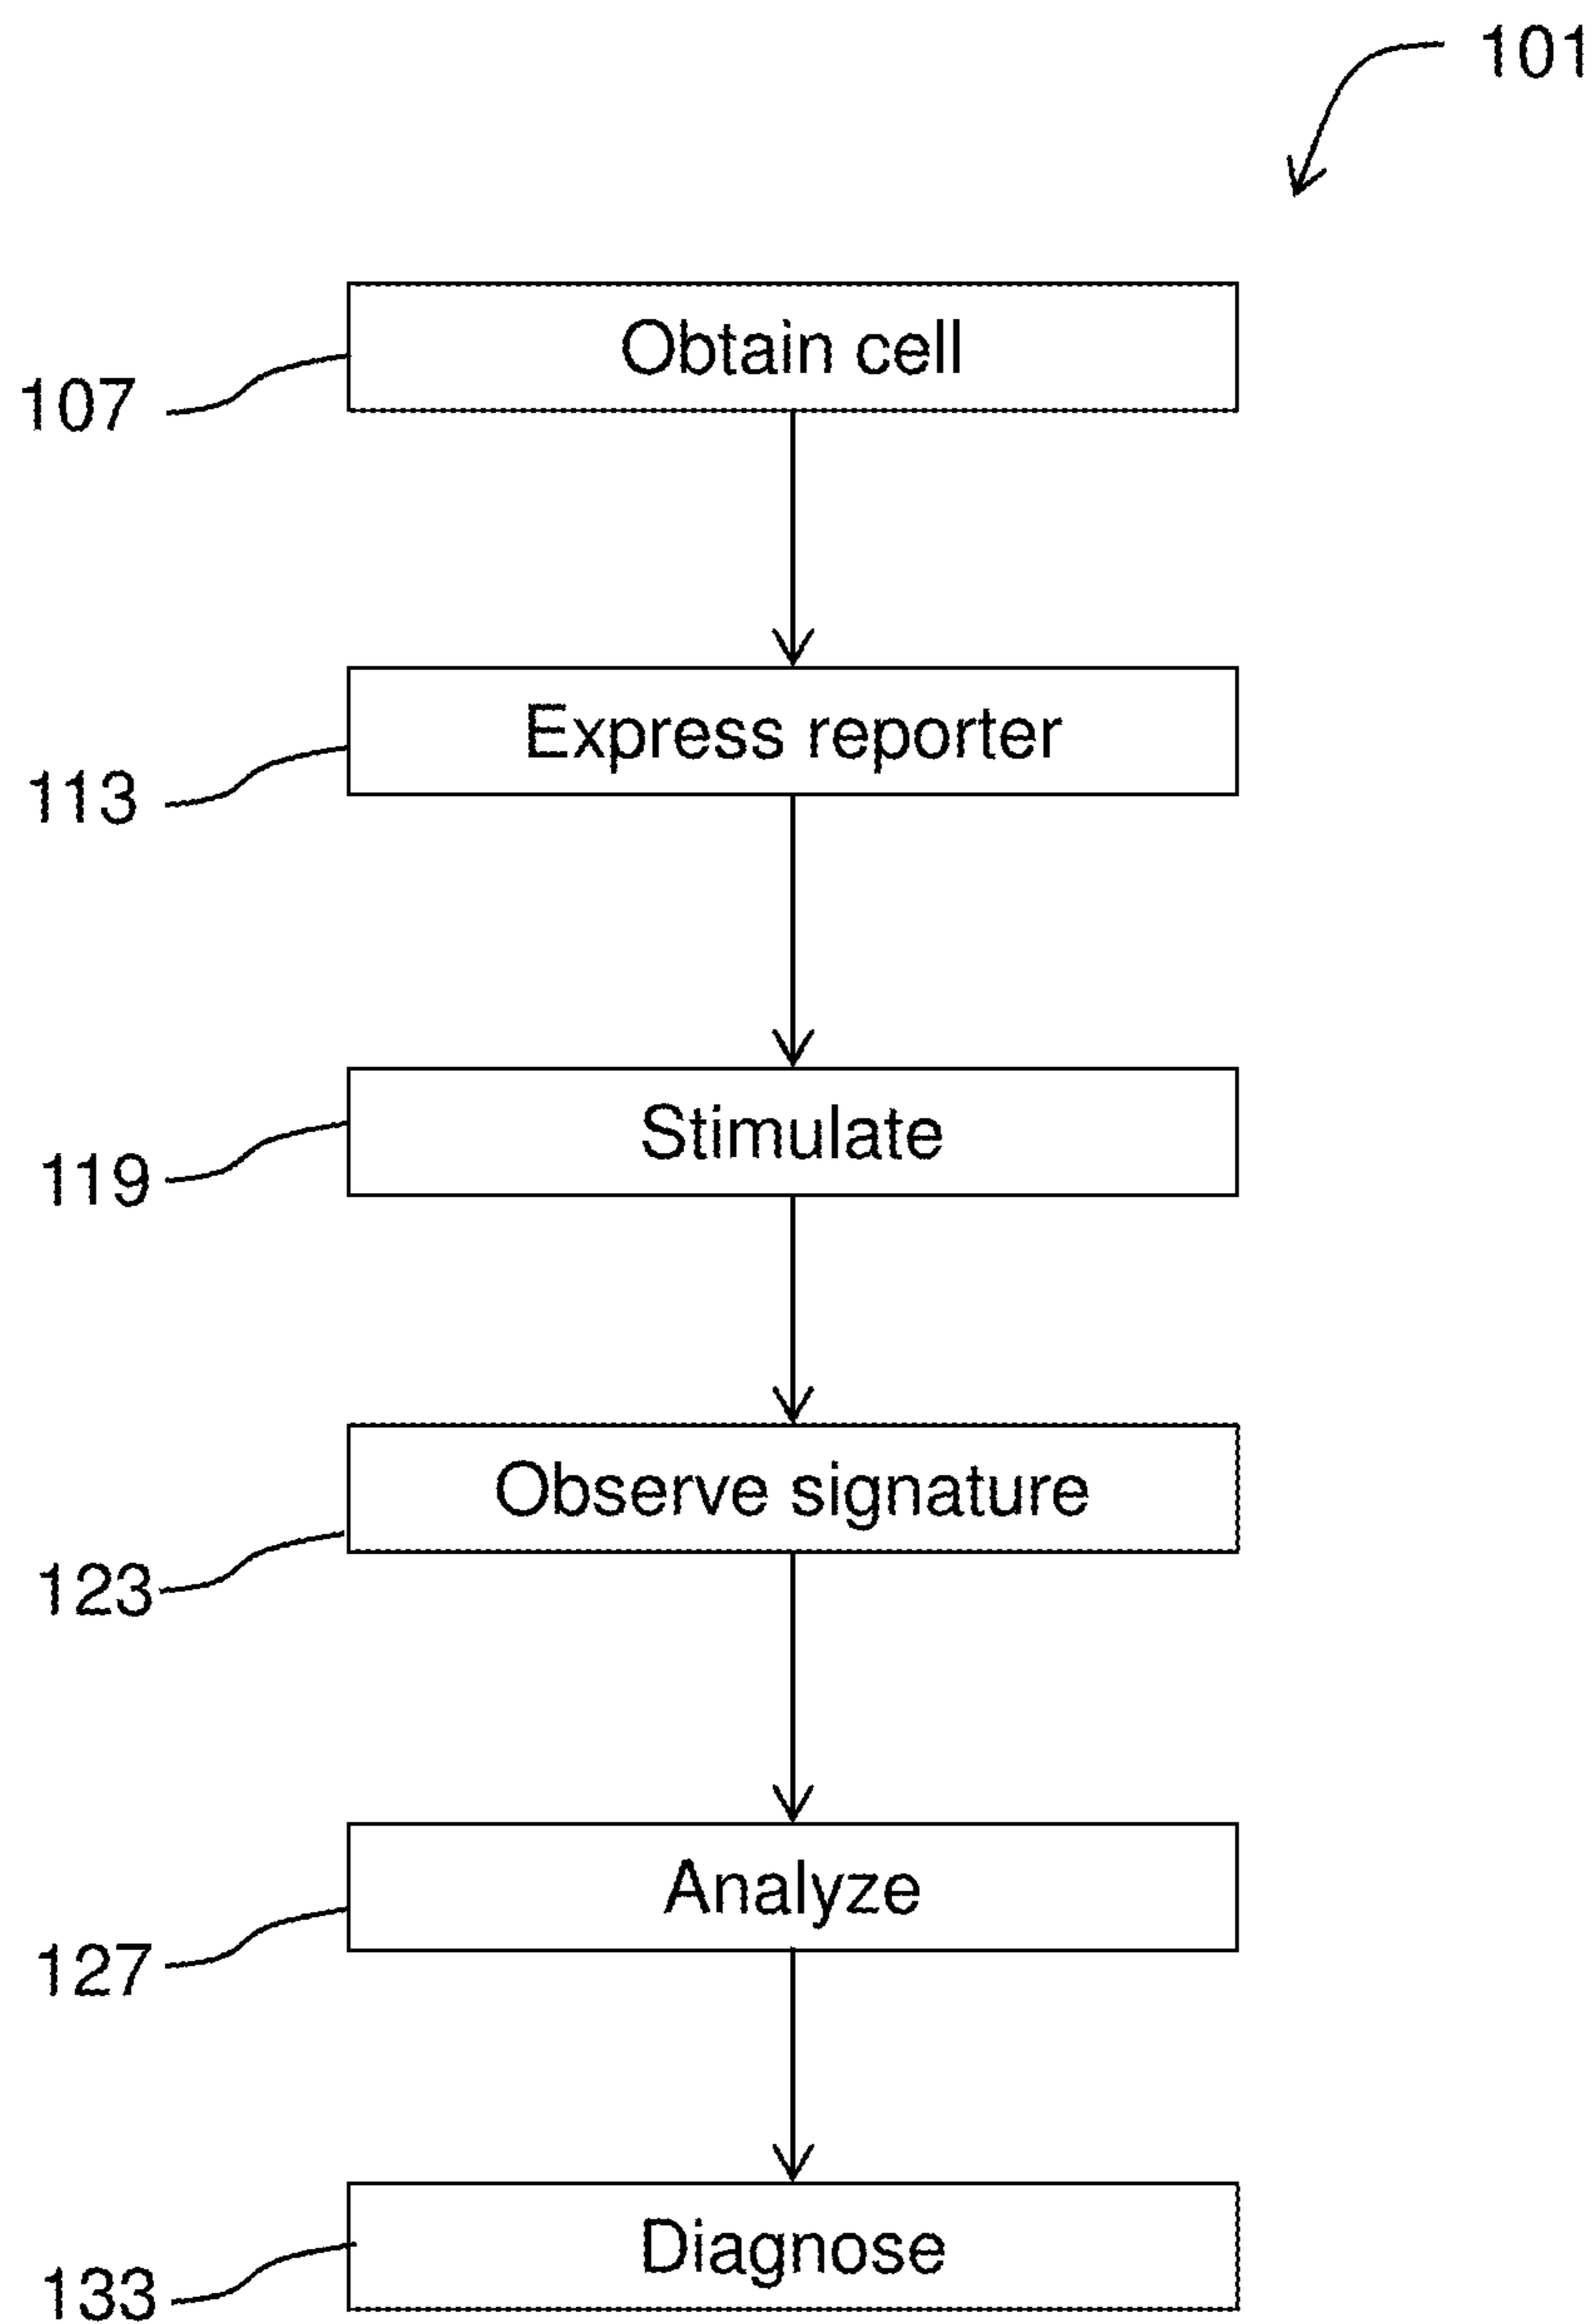 101
Obtain cell
107
Express reporter
113
Stimulate
119
Observe signature
123
Analyze
127
Diagnose
133